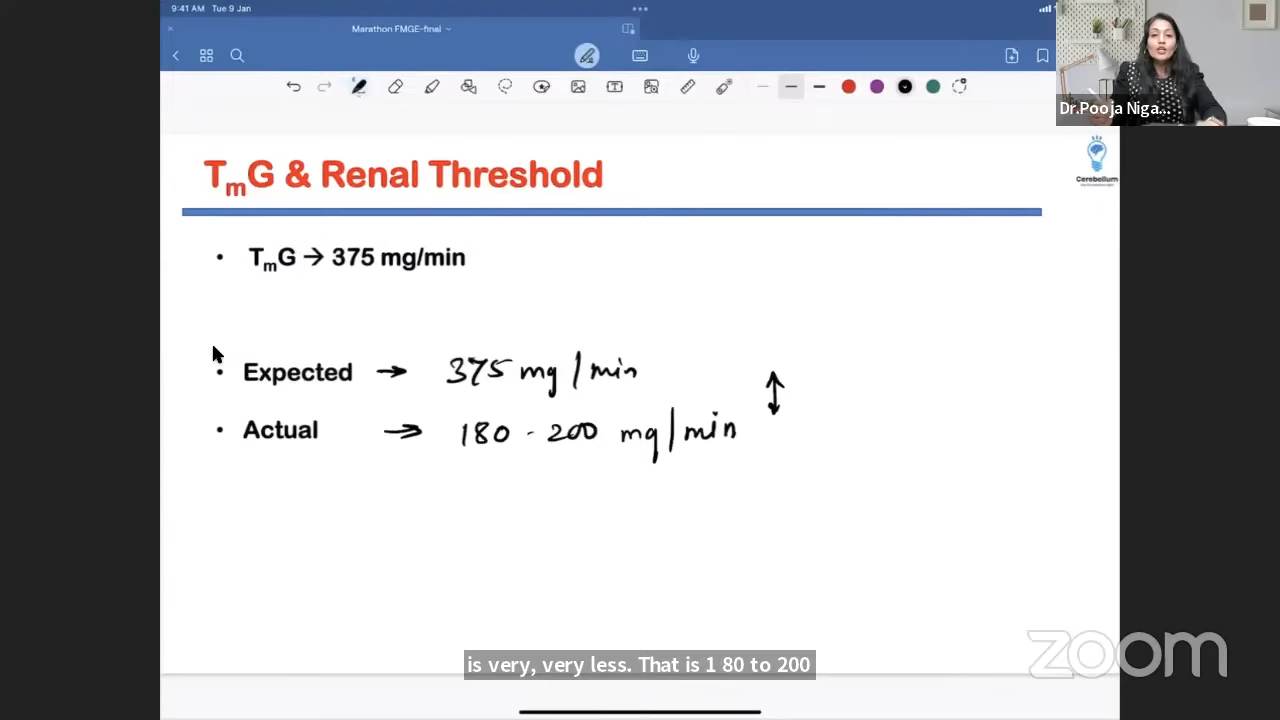 9:41 AM Tue 9 Jan
Marathon FMGE-final
Dr.Pooja Niga...
Cerebellum
TmG & Renal Threshold
• TmG → 375 mg/min
• Expected → 375 mg/min
• Actual → 180 - 200 mg/min
is very, very less. That is 1 80 to 200
zoom